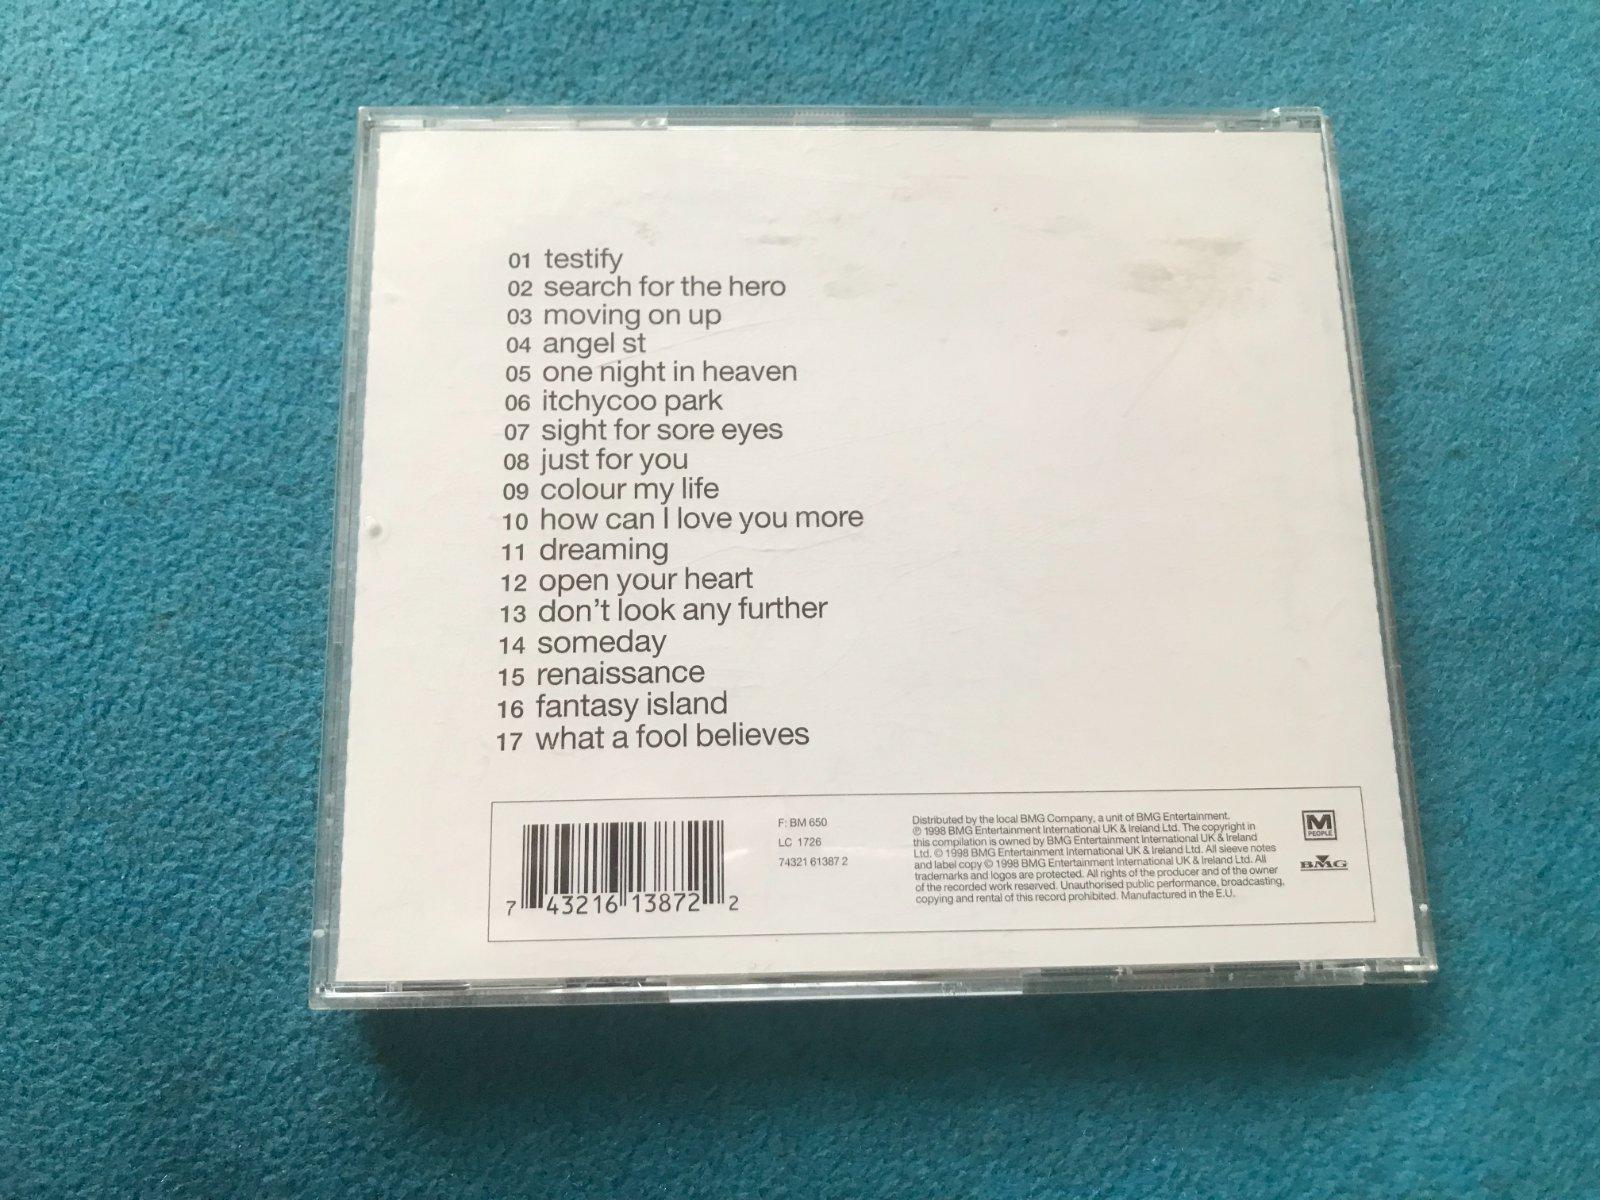 01 testify
02 search for the hero
03 moving on up
04 angel st
05 one night in heaven
06 itchycoo park
07 sight for sore eyes
08 just for you
09 colour my life
10 how can I love you more
11 dreaming
12 open your heart
13 don't look any further
14 someday
15 renaissance
16 fantasy island
17 what a fool believes
7 43216 13872 2
F: BM 650
LC 1726
74321 61387 2
Distributed by the local BMG Company, a unit of BMG Entertainment.
℗ 1998 BMG Entertainment International UK & Ireland Ltd. The copyright in
this compilation is owned by BMG Entertainment International UK & Ireland
Ltd. © 1998 BMG Entertainment International UK & Ireland Ltd. All sleeve notes
and label copy © 1998 BMG Entertainment International UK & Ireland Ltd. All
trademarks and logos are protected. All rights of the producer and of the owner
of the recorded work reserved. Unauthorised public performance, broadcasting,
copying and rental of this record prohibited. Manufactured in the E.U.
M
PEOPLE
BMG